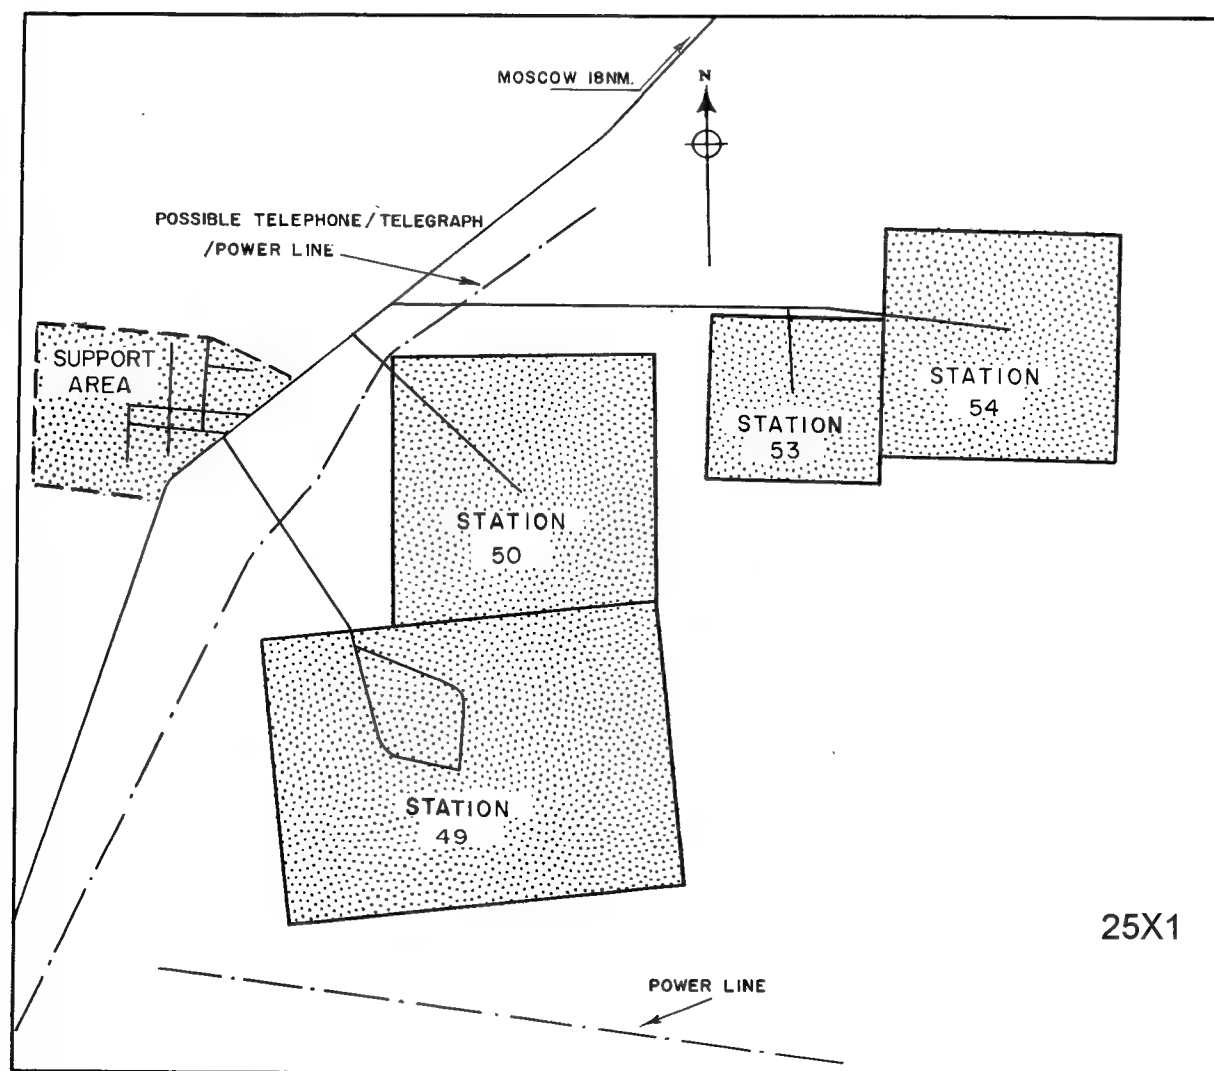 MOSCOW 18NM.
N
POSSIBLE TELEPHONE/TELEGRAPH
/POWER LINE
SUPPORT
AREA
STATION
54
STATION
53
STATION
50
STATION
49
25X1
POWER LINE